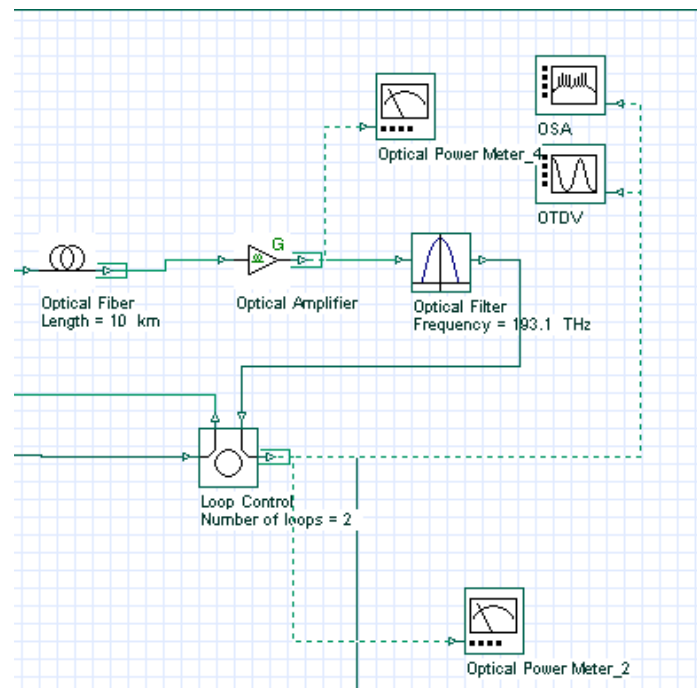 OSA
Optical Power Meter_4
OTDV
G
Optical Fiber
Length = 10 km
Optical Amplifier
Optical Filter
Frequency = 193.1 THz
Loop Control
Number of loops = 2
Optical Power Meter_2